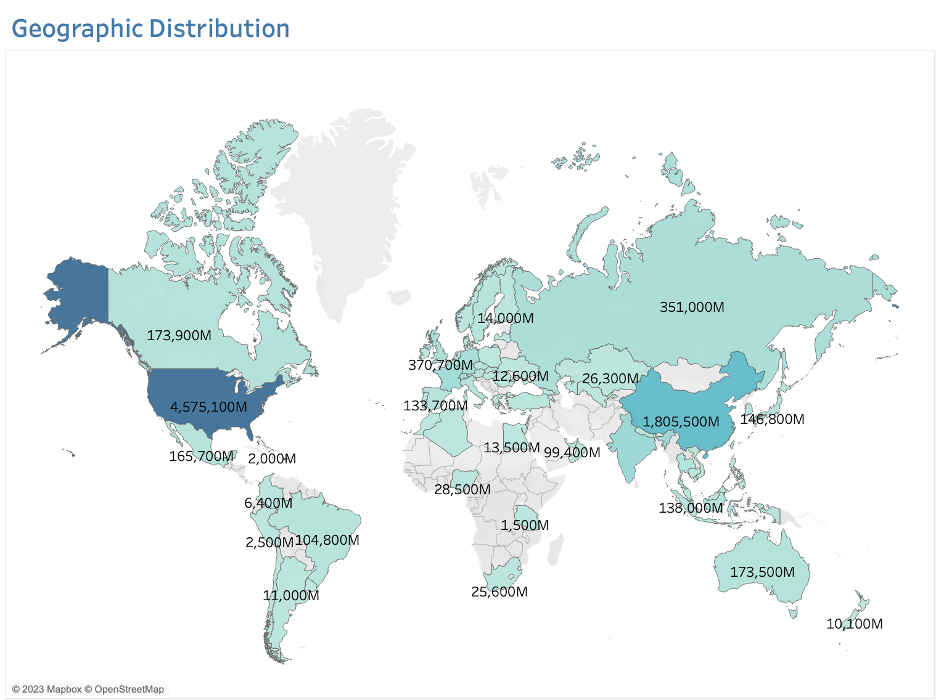 Geographic Distribution
351,000M
14,000M
173,900M
370,700M
12,600M
26,300M
4,575,100M
133,700M
1,805,500M
146,800M
165,700M
2,000M
13,500M
99,400M
28,500M
6,400M
138,000M
1,500M
2,500M
104,800M
173,500M
11,000M
25,600M
10,100M
© 2023 Mapbox © OpenStreetMap